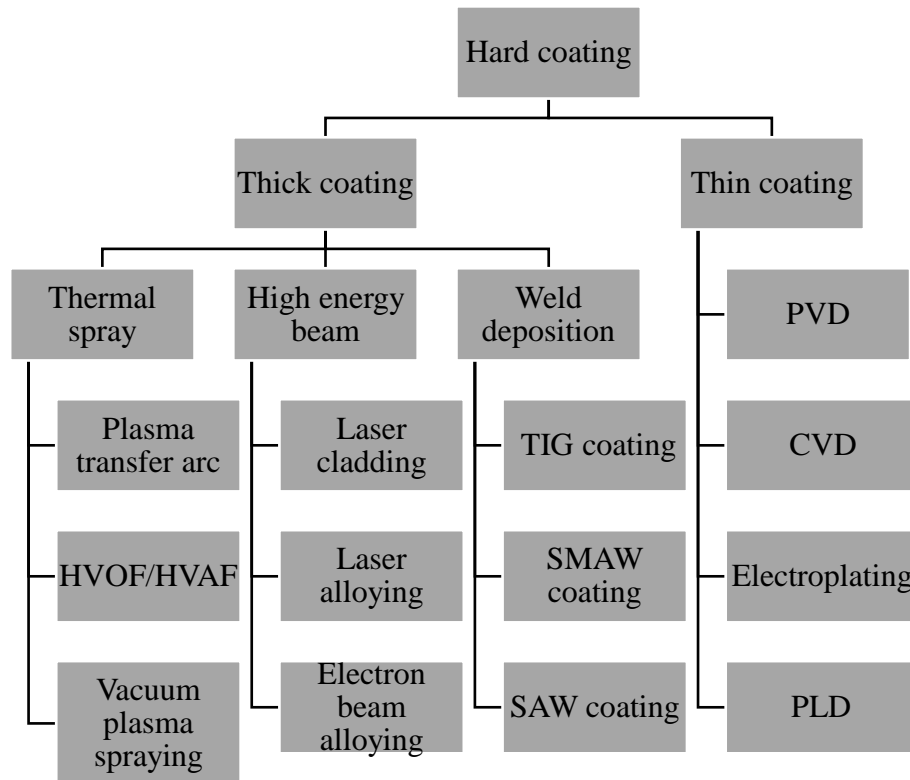 Hard coating
Thick coating
Thin coating
Thermal
spray
High energy
beam
Weld
deposition
PVD
Plasma
transfer arc
Laser
cladding
TIG coating
CVD
HVOF/HVAF
Laser
alloying
SMAW
coating
Electroplating
Vacuum
plasma
spraying
Electron
beam
alloying
SAW coating
PLD